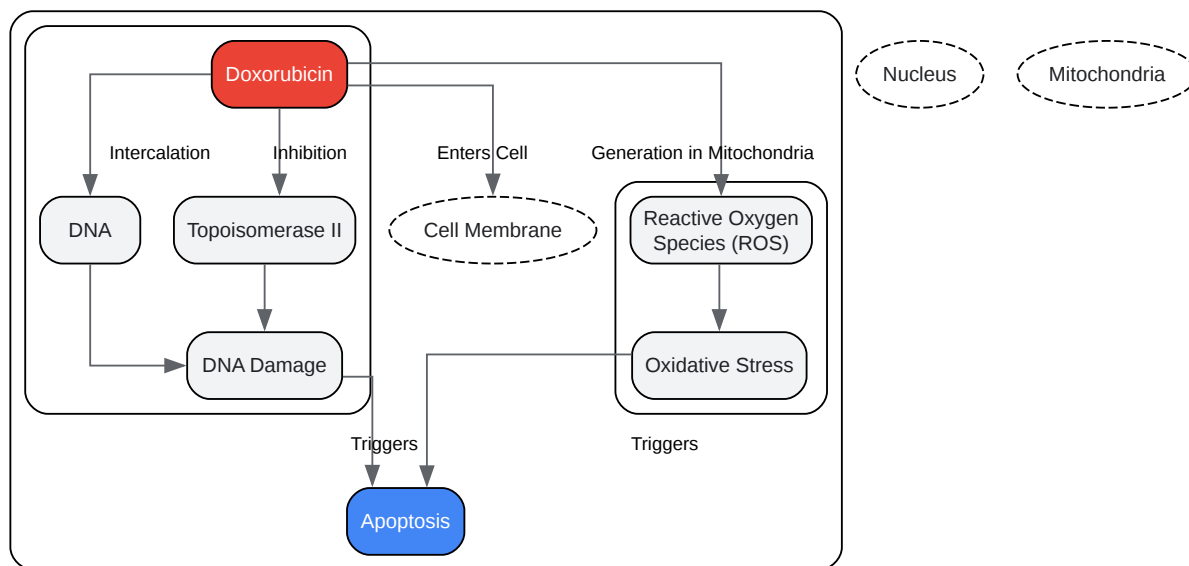 Doxorubicin
Nucleus
Mitochondria
Intercalation
Inhibition
Enters Cell
Generation in Mitochondria
DNA
Topoisomerase II
Cell Membrane
Reactive Oxygen
Species (ROS)
DNA Damage
Oxidative Stress
Triggers
Triggers
Apoptosis